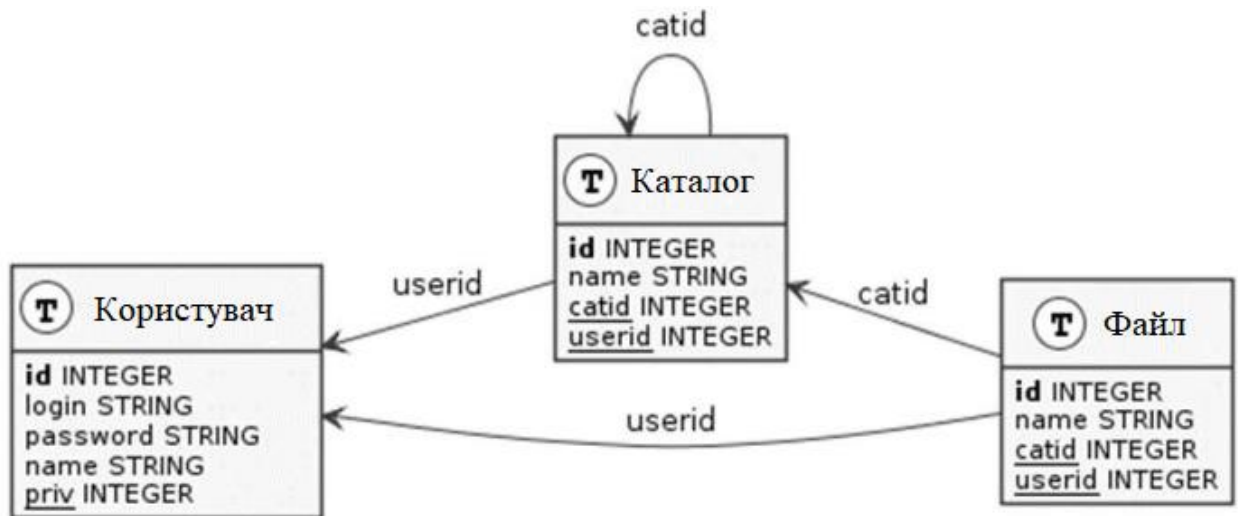 catid
T Каталог
id INTEGER
name STRING
catid INTEGER
userid INTEGER
userid
catid
T Користувач
id INTEGER
login STRING
password STRING
name STRING
priv INTEGER
userid
T Файл
id INTEGER
name STRING
catid INTEGER
userid INTEGER